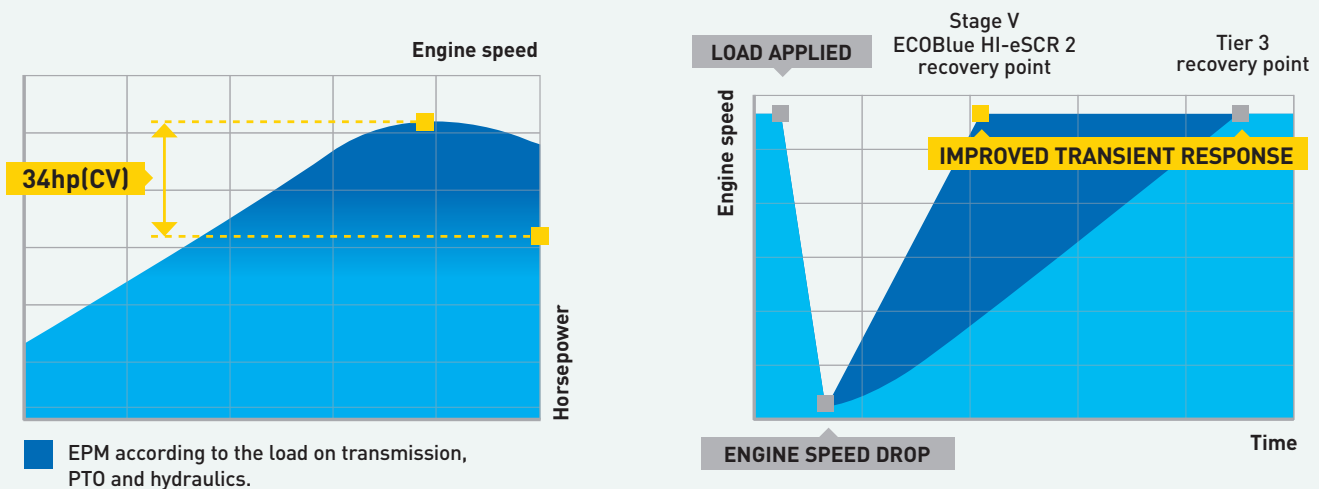 Engine speed
34hp(CV)
Horsepower
EPM according to the load on transmission,
PTO and hydraulics.
LOAD APPLIED
Stage V
ECOBlue HI-eSCR 2
recovery point
Tier 3
recovery point
Engine speed
IMPROVED TRANSIENT RESPONSE
ENGINE SPEED DROP
Time